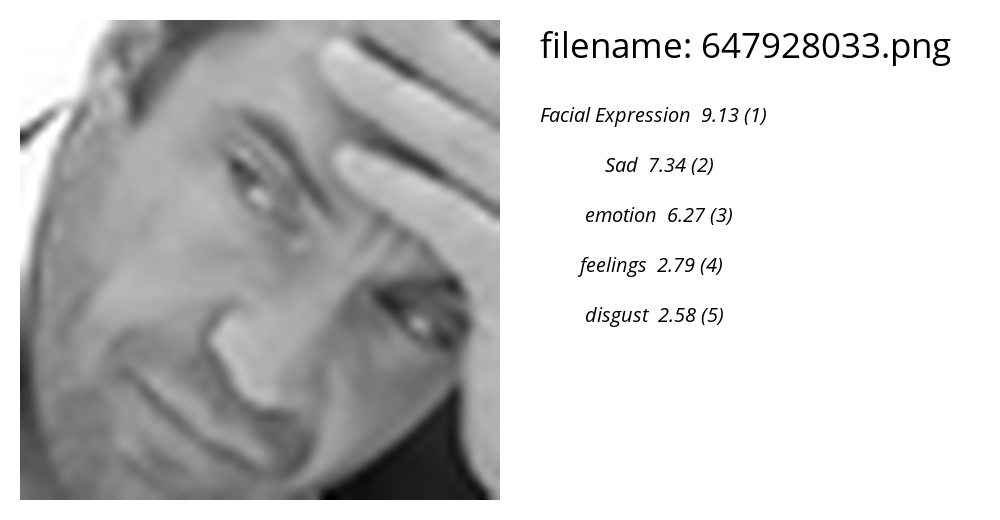 filename: 647928033.png
Facial Expression 9.13 (1)
Sad 7.34 (2)
emotion 6.27 (3)
feelings 2.79 (4)
disgust 2.58 (5)